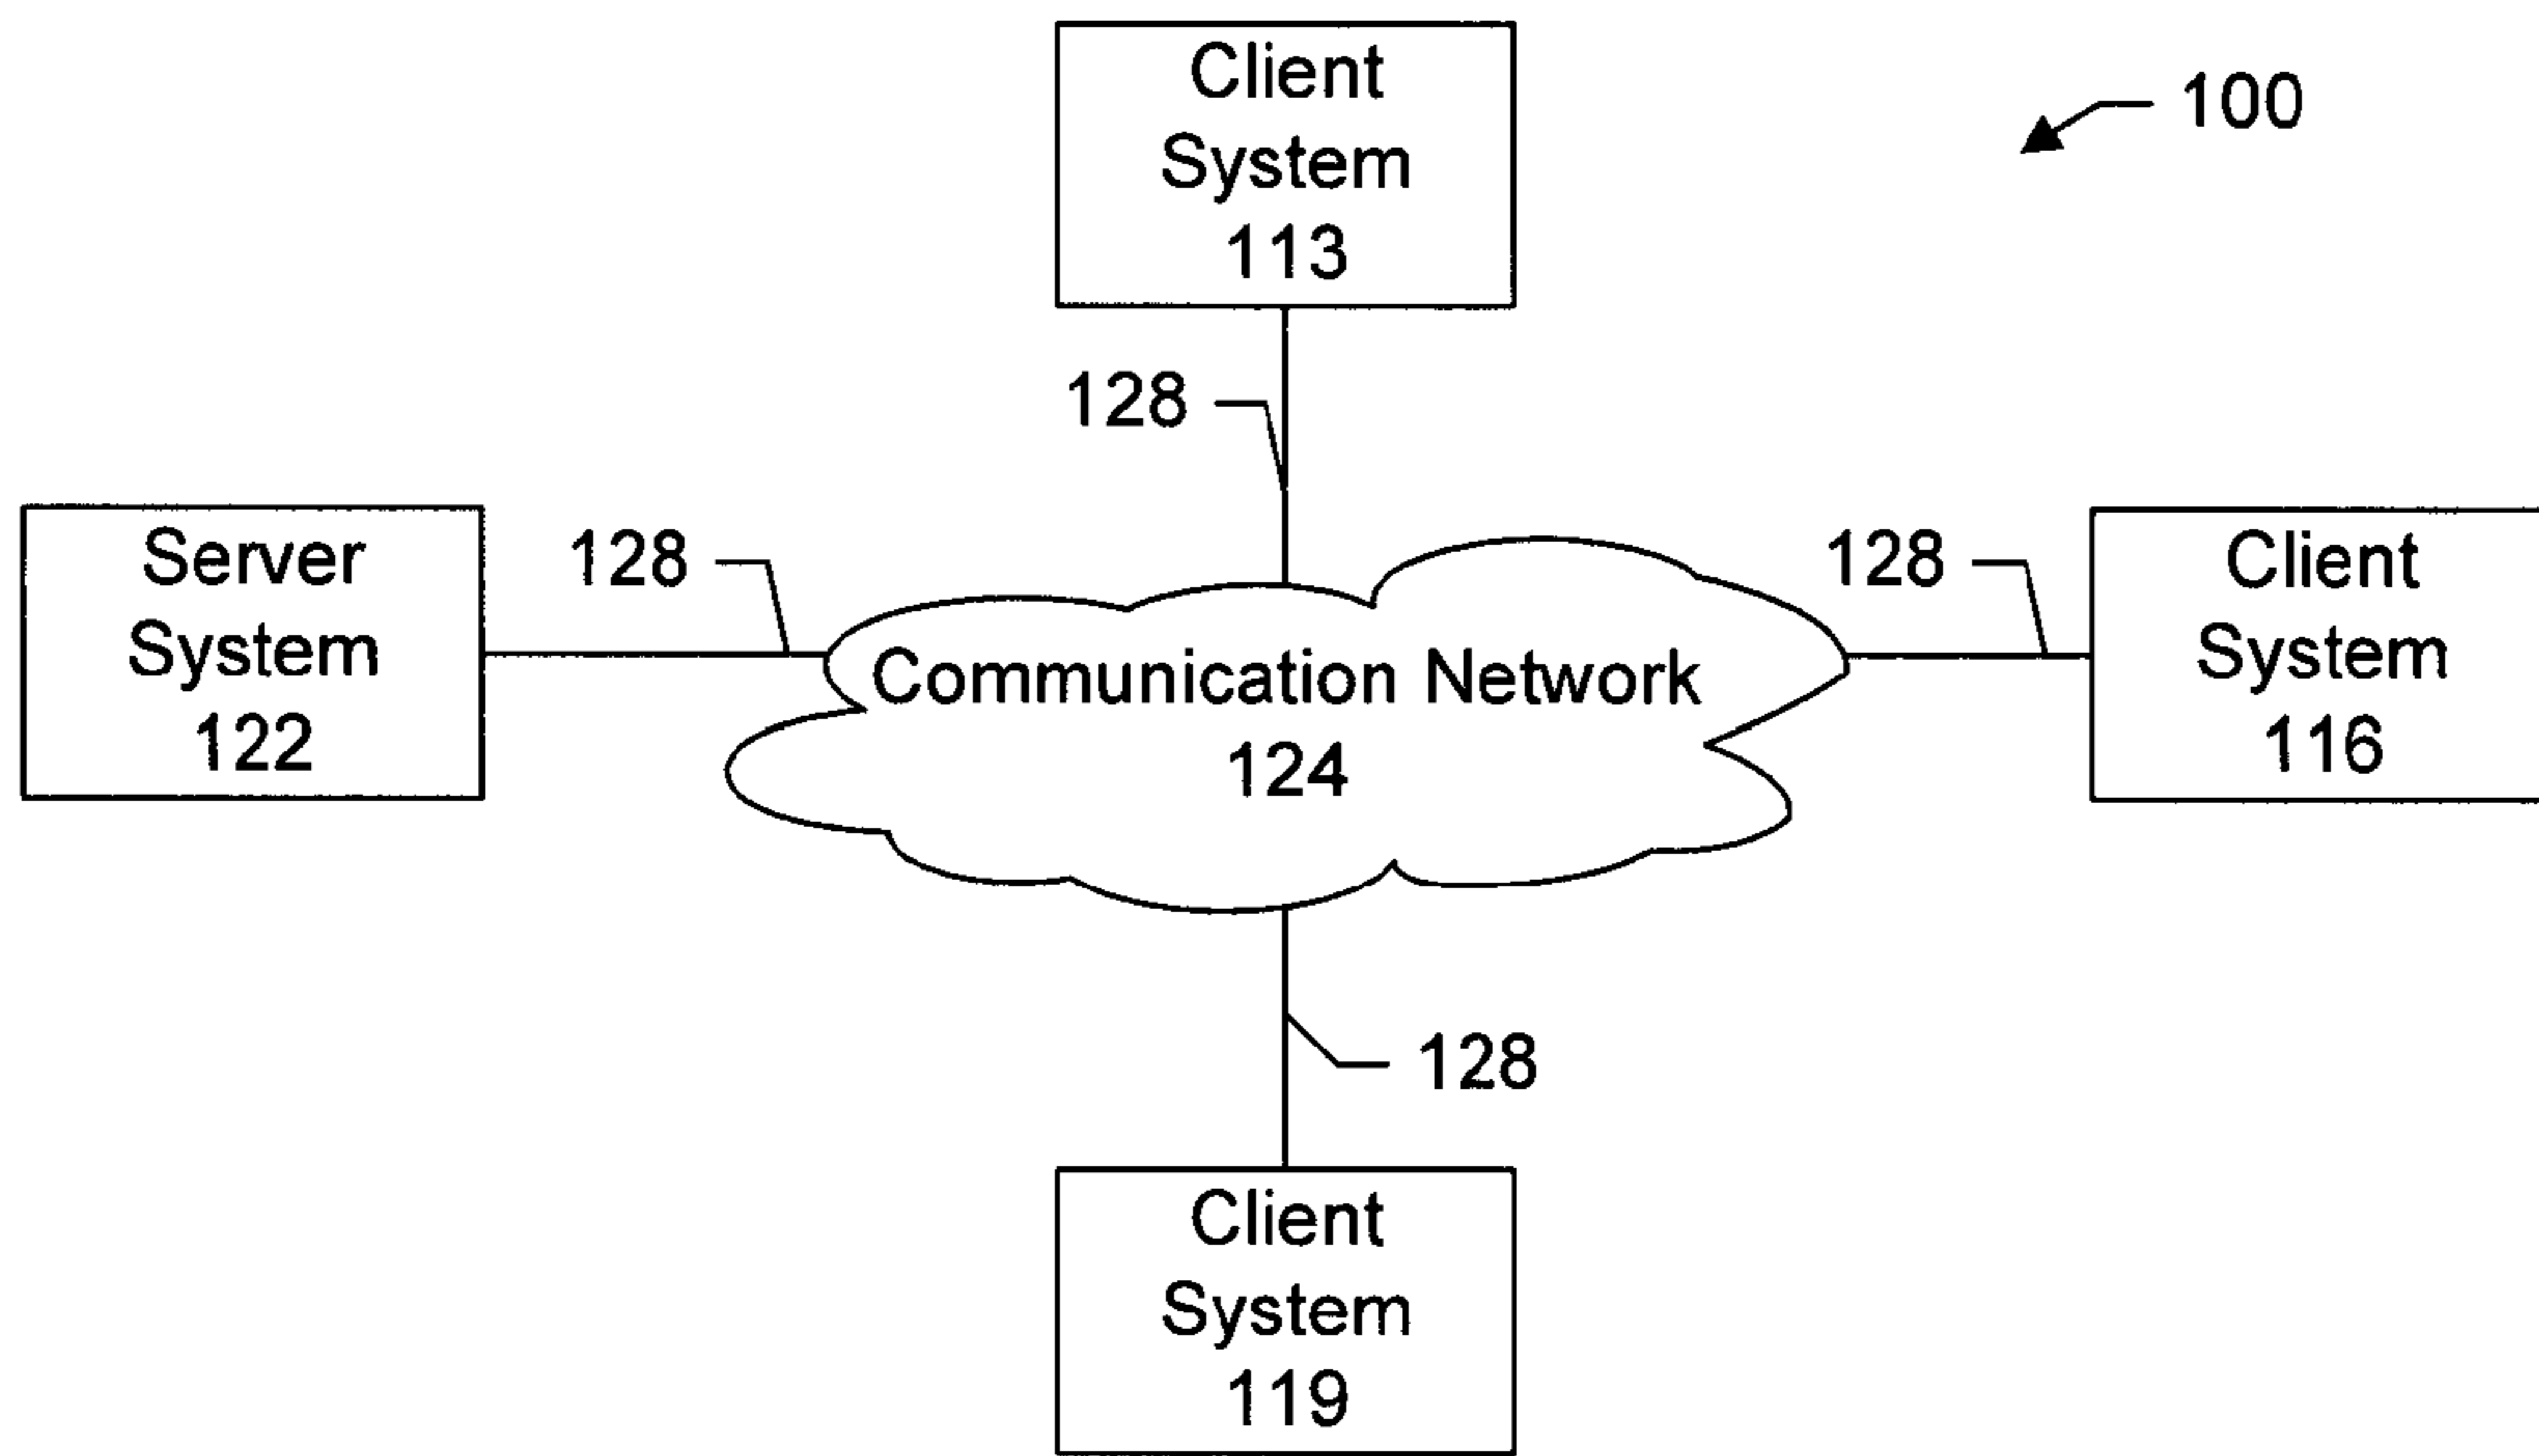 Client
System
113
100
128
Server
System
122
128
128
Client
System
116
Communication Network
124
128
Client
System
119